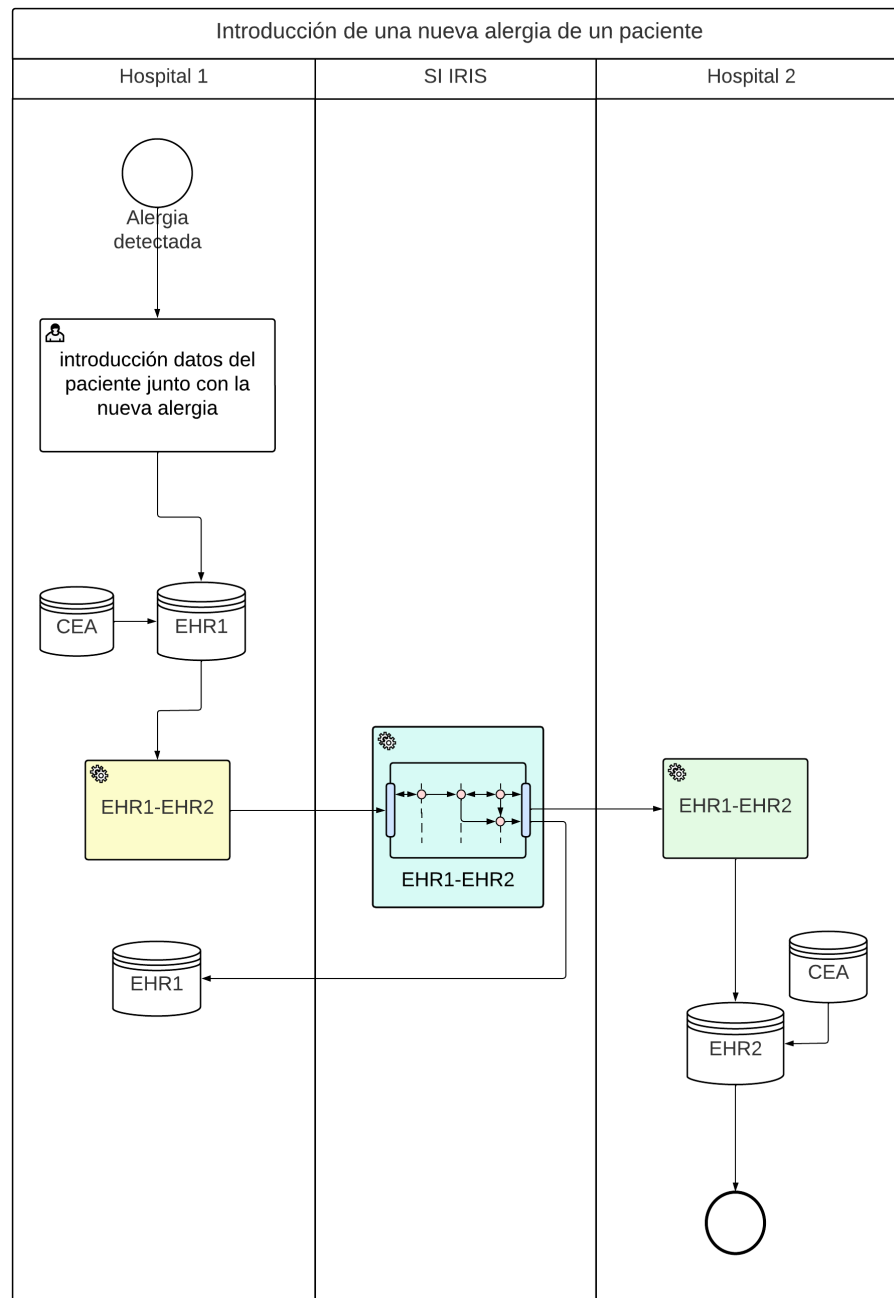 Introducción de una nueva alergia de un paciente
Hospital 1
SI IRIS
Hospital 2
Alergia
detectada
introducción datos del
paciente junto con la
nueva alergia
CEA
EHR1
EHR1-EHR2
EHR1-EHR2
EHR1-EHR2
EHR1
CEA
EHR2